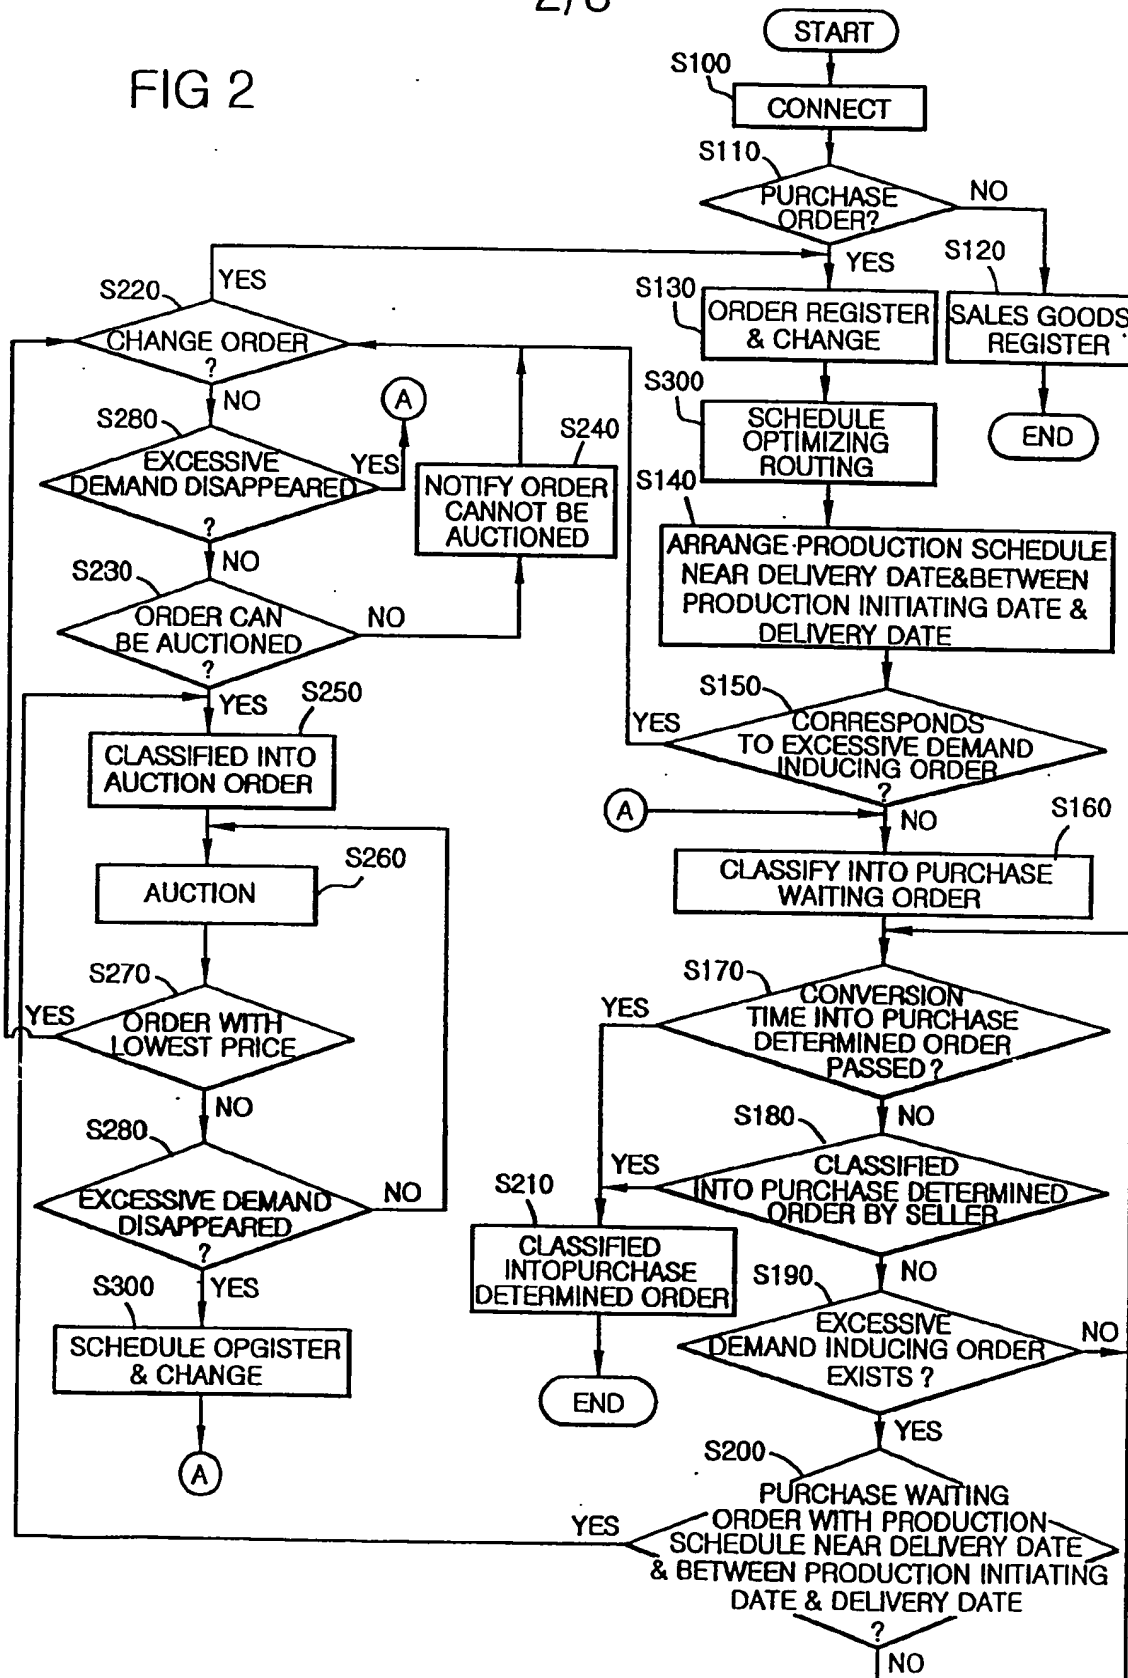 FIG 2
START
S100
CONNECT
S110
PURCHASE
ORDER?
NO
YES
S120
SALES GOODS
REGISTER
END
S130
ORDER REGISTER
& CHANGE
S300
SCHEDULE
OPTIMIZING
ROUTING
S140
ARRANGE·PRODUCTION SCHEDULE
NEAR DELIVERY DATE&BETWEEN
PRODUCTION INITIATING DATE &
DELIVERY DATE
S150
CORRESPONDS
TO EXCESSIVE DEMAND
INDUCING ORDER
?
YES
NO
A
S160
CLASSIFY INTO PURCHASE
WAITING ORDER
S170
CONVERSION
TIME INTO PURCHASE
DETERMINED ORDER
PASSED ?
YES
NO
S180
CLASSIFIED
INTO PURCHASE DETERMINED
ORDER BY SELLER
YES
NO
S210
CLASSIFIED
INTOPURCHASE
DETERMINED ORDER
END
S190
EXCESSIVE
DEMAND INDUCING ORDER
EXISTS ?
NO
YES
S200
PURCHASE WAITING
ORDER WITH PRODUCTION
SCHEDULE NEAR DELIVERY DATE
& BETWEEN PRODUCTION INITIATING
DATE & DELIVERY DATE
?
YES
NO
S220
YES
CHANGE ORDER
?
NO
S280
EXCESSIVE
DEMAND DISAPPEARED
?
YES
A
NO
S240
NOTIFY ORDER
CANNOT BE
AUCTIONED
S230
ORDER CAN
BE AUCTIONED
?
NO
YES
S250
CLASSIFIED INTO
AUCTION ORDER
S260
AUCTION
S270
ORDER WITH
LOWEST PRICE
YES
NO
S280
EXCESSIVE DEMAND
DISAPPEARED
?
NO
YES
S300
SCHEDULE OPGISTER
& CHANGE
A